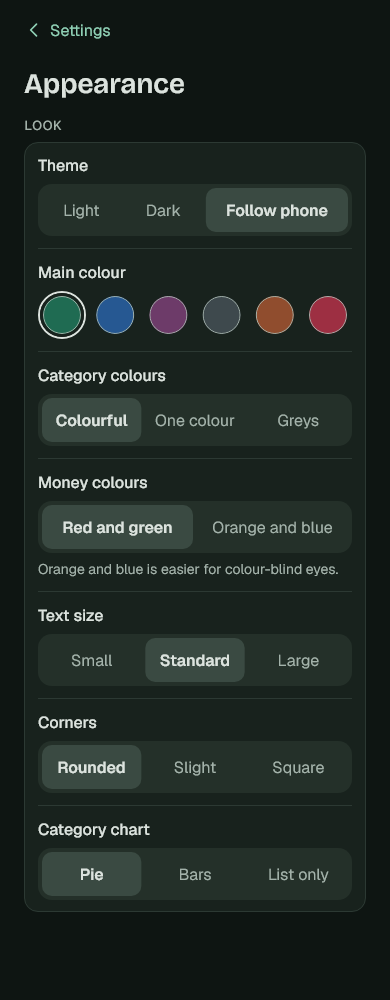 Settings
Appearance
LOOK
Theme
Light Dark Follow phone
Main colour
Category colours
Colourful One colour Greys
Money colours
Red and green Orange and blue
Orange and blue is easier for colour-blind eyes.
Text size
Small Standard Large
Corners
Rounded Slight Square
Category chart
Pie Bars List only